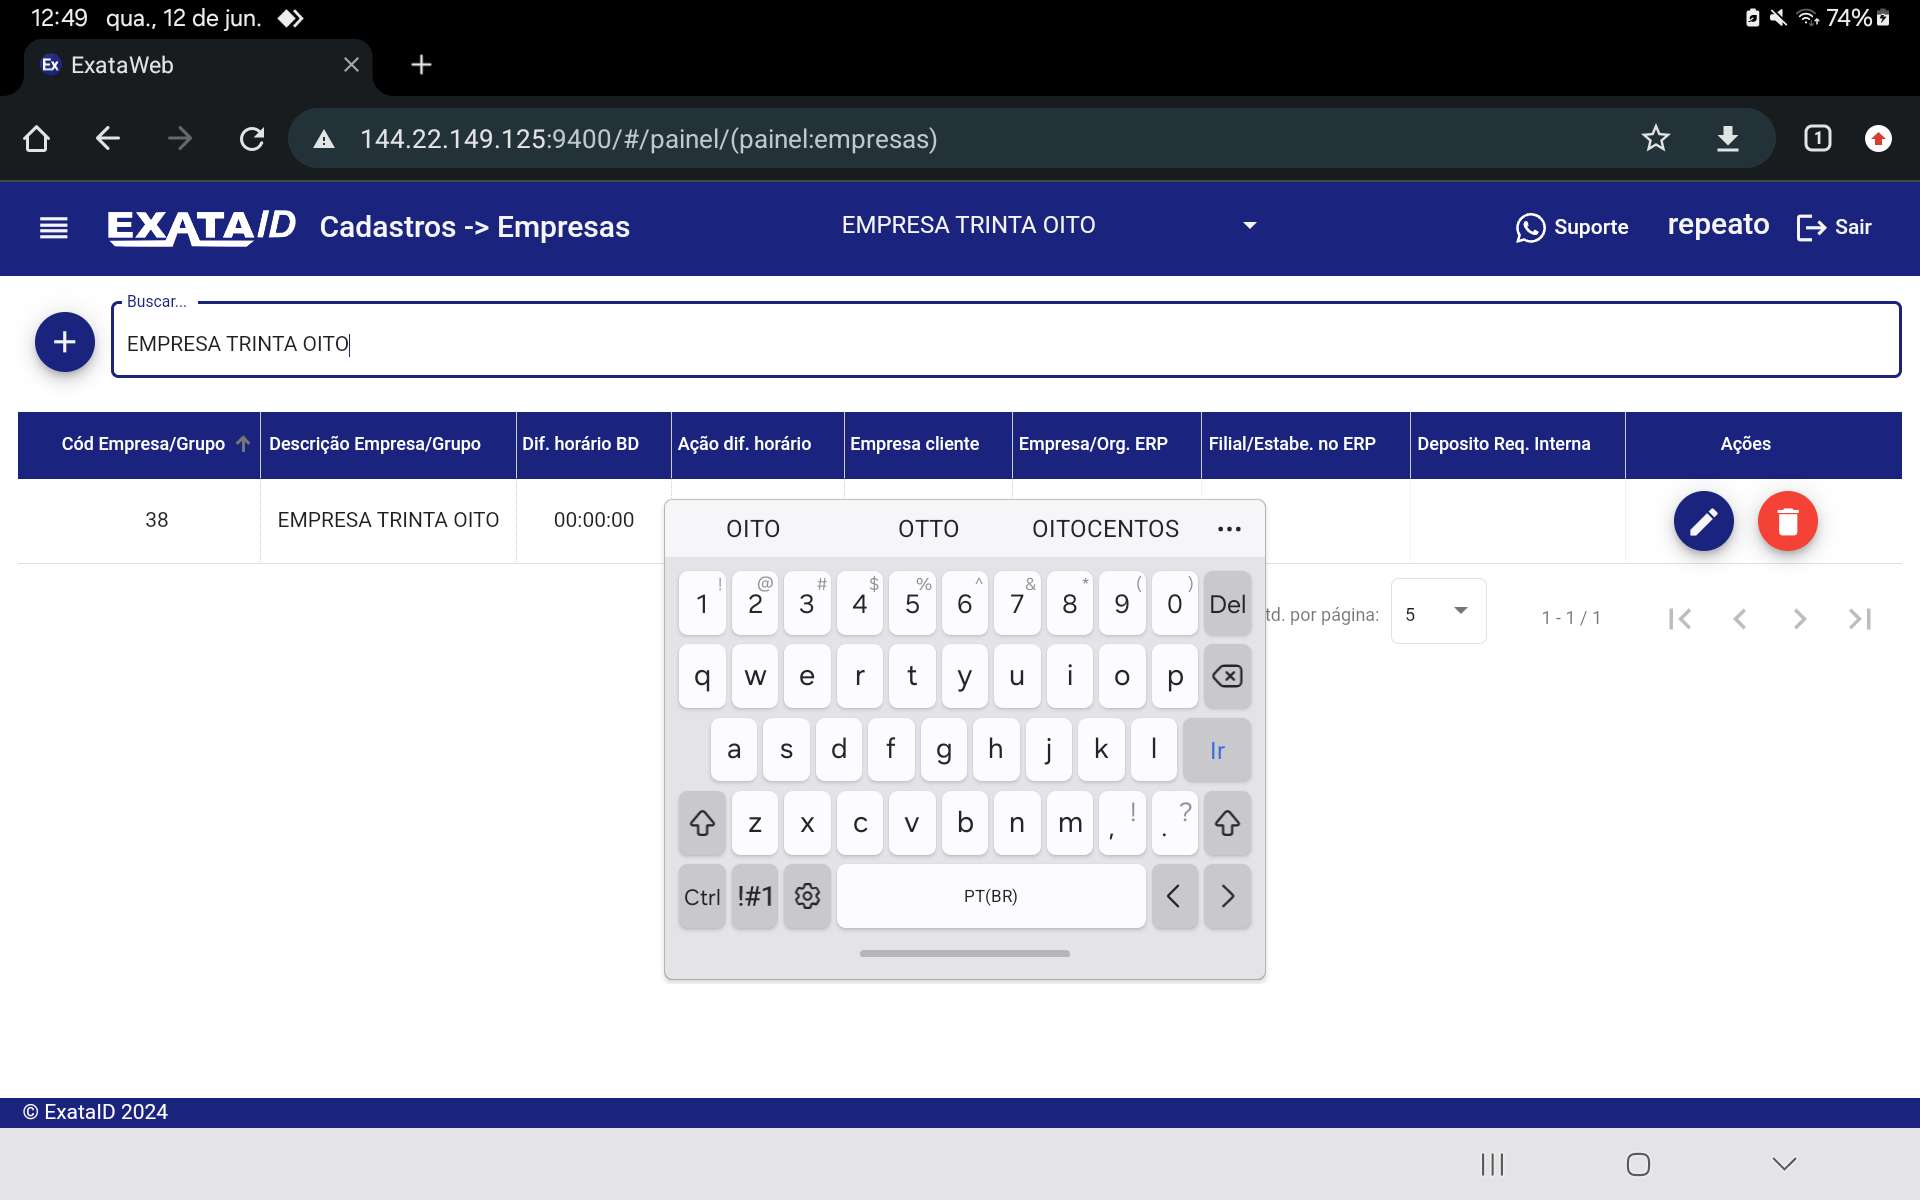 12:49 qua., 12 de jun. 74%
Ex ExataWeb
144.22.149.125:9400/#/painel/(painel:empresas) 1
EXATA/ID Cadastros -> Empresas EMPRESA TRINTA OITO Suporte repeato Sair
Buscar...
EMPRESA TRINTA OITO
Cód Empresa/Grupo Descrição Empresa/Grupo Dif. horário BD Ação dif. horário Empresa cliente Empresa/Org. ERP Filial/Estabe. no ERP Deposito Req. Interna Ações
38 EMPRESA TRINTA OITO 00:00:00
OITO OTTO OITOCENTOS
! @ # $ % ^ & * ( )
1 2 3 4 5 6 7 8 9 0 Del
td. por página: 5 1 - 1 / 1
q w e r t y u i o p
a s d f g h j k l Ir
z x c v b n m , ! . ?
Ctrl !#1 PT(BR)
© ExataID 2024